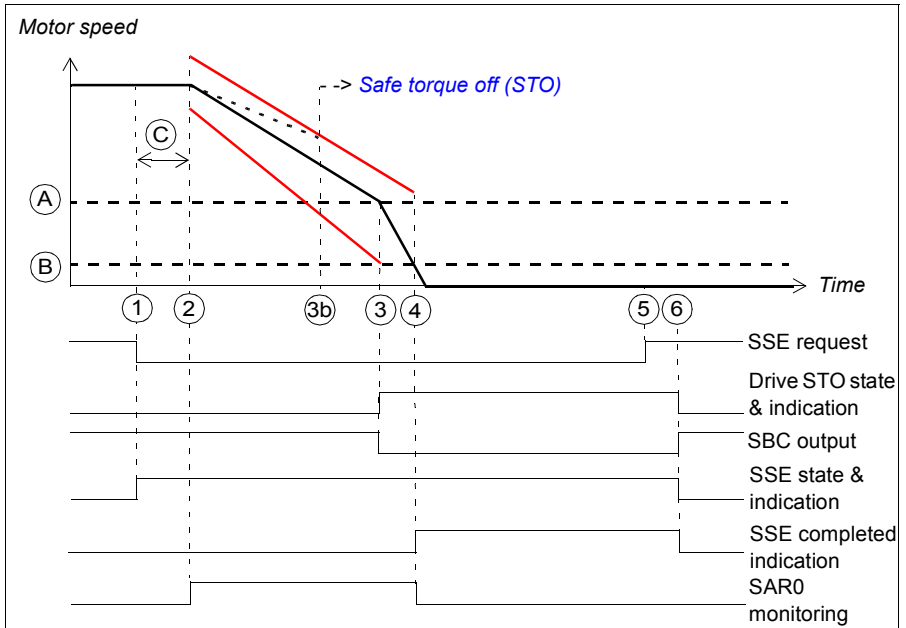 Motor speed
--> Safe torque off (STO)
C
A
B
Time
1 2 3b 3 4 5 6
SSE request
Drive STO state
& indication
SBC output
SSE state &
indication
SSE completed
indication
SAR0
monitoring